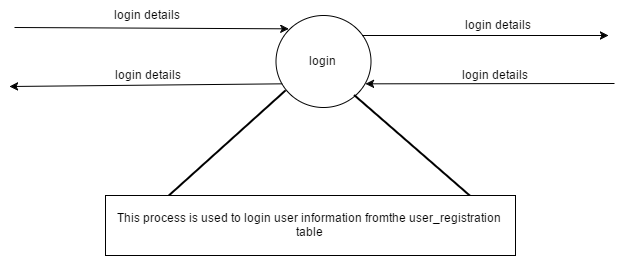 login details
login details
login
login details
login details
This process is used to login user information fromthe user_registration
table